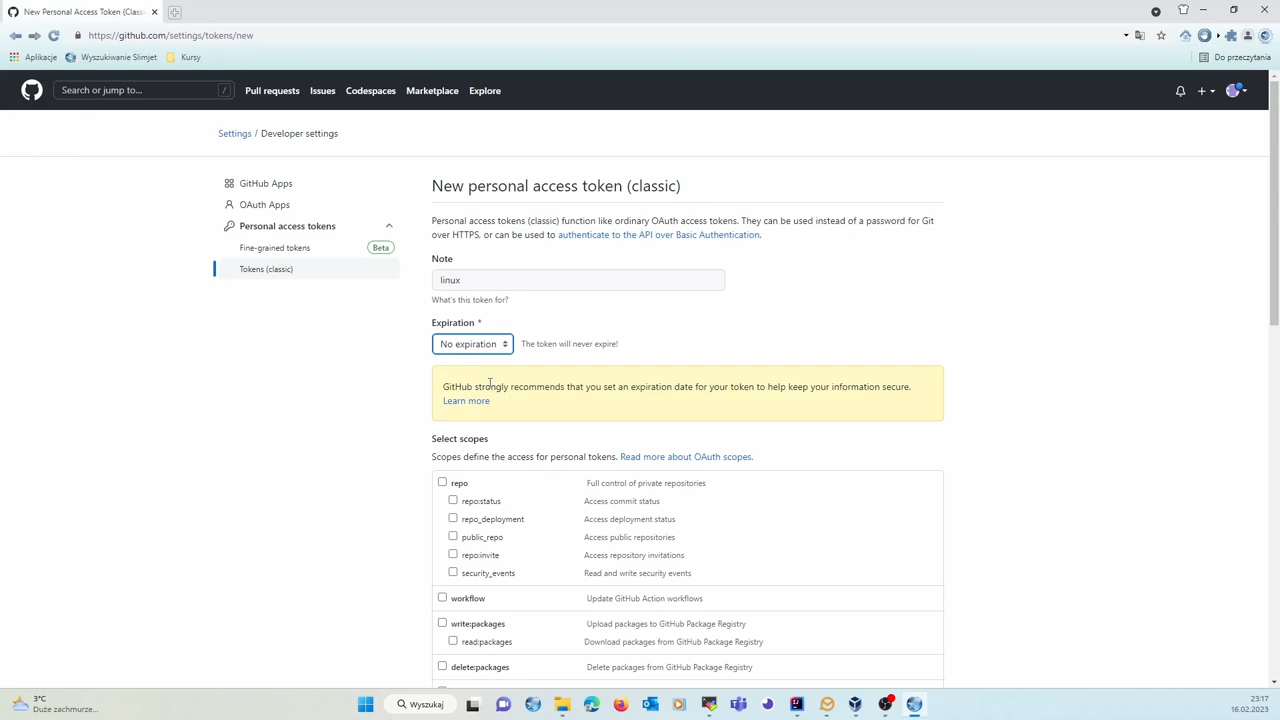 New Personal Access Token (Classic)
https://github.com/settings/tokens/new
Aplikacje
Wyszukiwanie Slimjet
Kursy
Do przeczytania
Search or jump to...
/
Pull requests
Issues
Codespaces
Marketplace
Explore
Settings / Developer settings
GitHub Apps
OAuth Apps
Personal access tokens
Fine-grained tokens
Beta
Tokens (classic)
New personal access token (classic)
Personal access tokens (classic) function like ordinary OAuth access tokens. They can be used instead of a password for Git
over HTTPS, or can be used to authenticate to the API over Basic Authentication.
Note
linux
What's this token for?
Expiration *
No expiration
The token will never expire!
GitHub strongly recommends that you set an expiration date for your token to help keep your information secure.
Learn more
Select scopes
Scopes define the access for personal tokens. Read more about OAuth scopes.
repo Full control of private repositories
repo:status Access commit status
repo_deployment Access deployment status
public_repo Access public repositories
repo:invite Access repository invitations
security_events Read and write security events
workflow Update GitHub Action workflows
write:packages Upload packages to GitHub Package Registry
read:packages Download packages from GitHub Package Registry
delete:packages Delete packages from GitHub Package Registry
3°C
Duże zachmurze...
Wyszukaj
23:17
16.02.2023